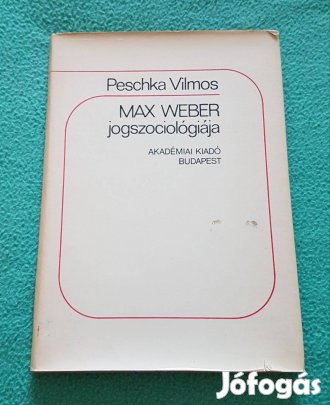 Peschka Vilmos
MAX WEBER
jogszociológiája
AKADÉMIAI KIADÓ
BUDAPEST
Jófogás